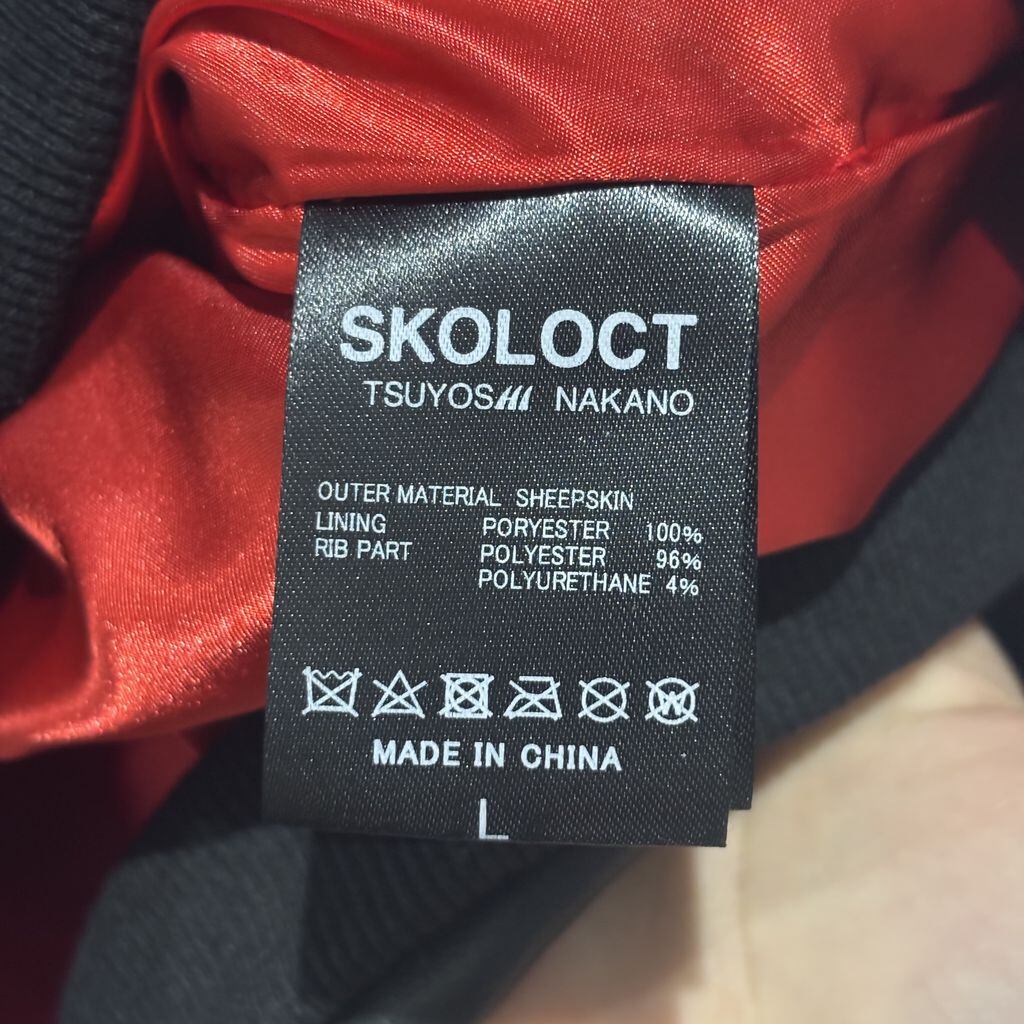 SKOLOCT
TSUYOSHI NAKANO
OUTER MATERIAL SHEEPSKIN
LINING PORYESTER 100%
RIB PART POLYESTER 96%
POLYURETHANE 4%
W
MADE IN CHINA
L